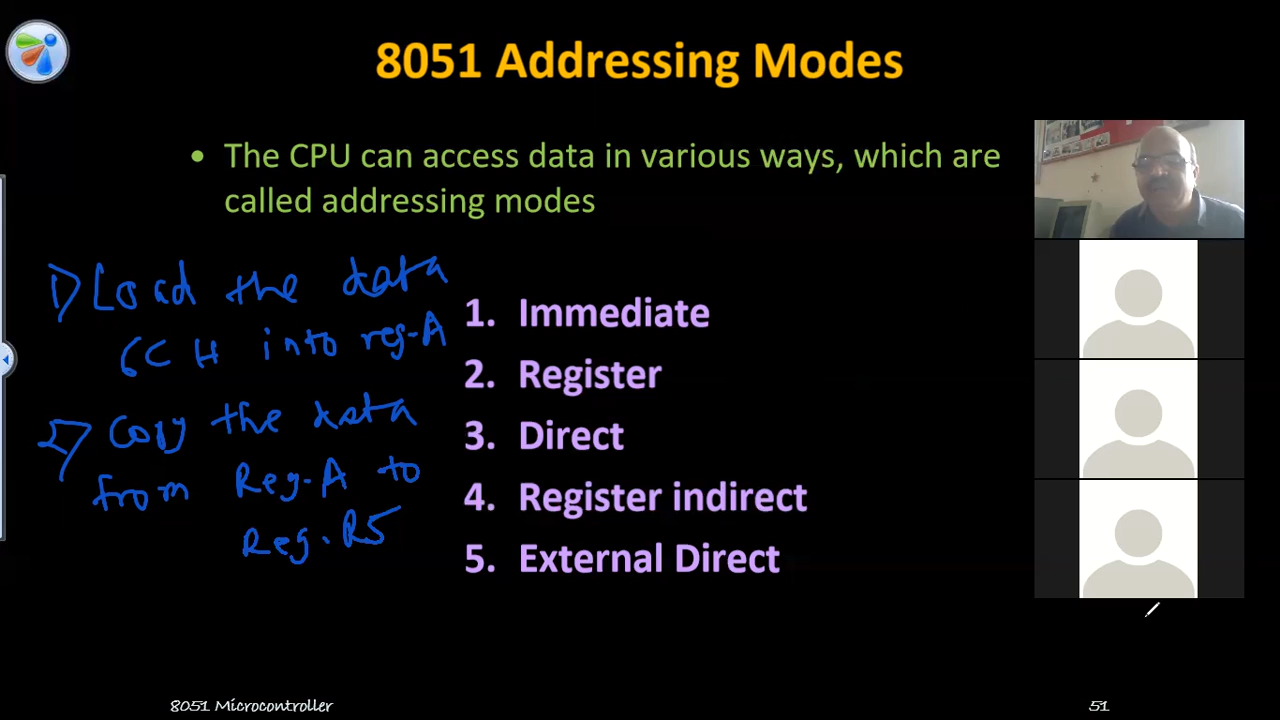 8051 Addressing Modes
• The CPU can access data in various ways, which are
called addressing modes
1) Load the data
6C H into reg-A
2) Copy the data
from Reg-A to
Reg. R5
1. Immediate
2. Register
3. Direct
4. Register indirect
5. External Direct
8051 Microcontroller
51